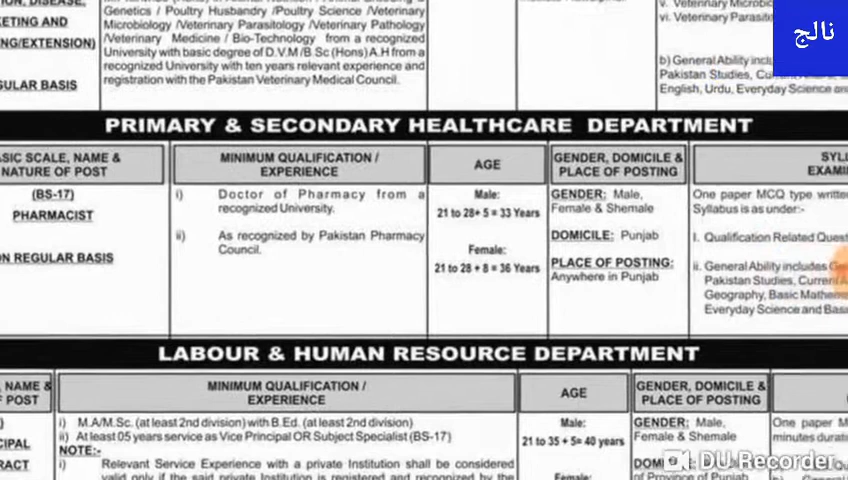 Genetics / Poultry Husbandry /Poultry Science /Veterinary
Microbiology /Veterinary Parasitology /Veterinary Pathology
/Veterinary Medicine / Bio-Technology from a recognized
University with basic degree of D.V.M/B.Sc (Hons) A.H from a
recognized University with ten years relevant experience and
registration with the Pakistan Veterinary Medical Council.
KETING AND
NG/EXTENSION)
GULAR BASIS
v. Veterinary Microbi
vi. Veterinary Parasite
b) General Ability incl
Pakistan Studies,
English, Urdu, Everyday Science an
نالج
PRIMARY & SECONDARY HEALTHCARE DEPARTMENT
ASIC SCALE, NAME &
NATURE OF POST
MINIMUM QUALIFICATION /
EXPERIENCE
AGE
GENDER, DOMICILE &
PLACE OF POSTING
SYLL
EXAMI
(BS-17)
PHARMACIST
ON REGULAR BASIS
i) Doctor of Pharmacy from a
recognized University.
ii) As recognized by Pakistan Pharmacy
Council.
Male:
21 to 28+ 5 = 33 Years
Female:
21 to 28 + 8 = 36 Years
GENDER: Male,
Female & Shemale
DOMICILE: Punjab
PLACE OF POSTING:
Anywhere in Punjab
One paper MCQ type written
Syllabus is as under:-
I. Qualification Related Quest
ii. General Ability includes
Pakistan Studies, Current
Geography, Basic Mathem
Everyday Science and Bas
LABOUR & HUMAN RESOURCE DEPARTMENT
NAME &
F POST
MINIMUM QUALIFICATION /
EXPERIENCE
AGE
GENDER, DOMICILE &
PLACE OF POSTING
CIPAL
RACT
i) M.A/M.Sc. (at least 2nd division) with B.Ed. (at least 2nd division)
ii) At least 05 years service as Vice Principal OR Subject Specialist (BS-17)
NOTE:-
i) Relevant Service Experience with a private Institution shall be considered
valid only if the said private Institution is registered and recognized by the
Male:
21 to 35 + 5= 40 years
Female:
GENDER: Male,
Female & Shemale
of Province of Punjab
One paper M
minutes durat
DU Recorder